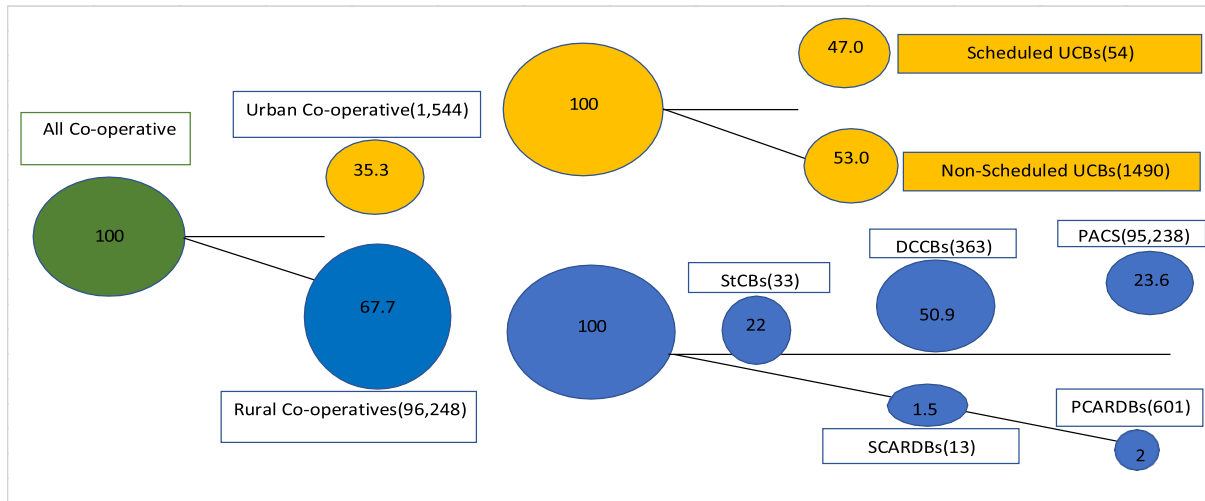 All Co-operative
100
Urban Co-operative(1,544)
35.3
67.7
Rural Co-operatives(96,248)
100
47.0
Scheduled UCBs(54)
53.0
Non-Scheduled UCBs(1490)
100
StCBs(33)
22
DCCBs(363)
50.9
PACS(95,238)
23.6
1.5
SCARDBs(13)
PCARDBs(601)
2